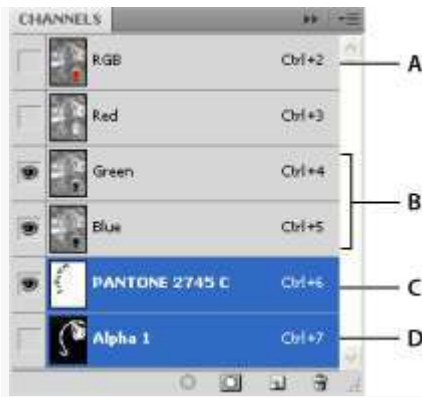 CHANNELS
RGB Ctrl+2 A
Red Ctrl+3
Green Ctrl+4
B
Blue Ctrl+5
PANTONE 2745 C Ctrl+6 C
Alpha 1 Ctrl+7 D